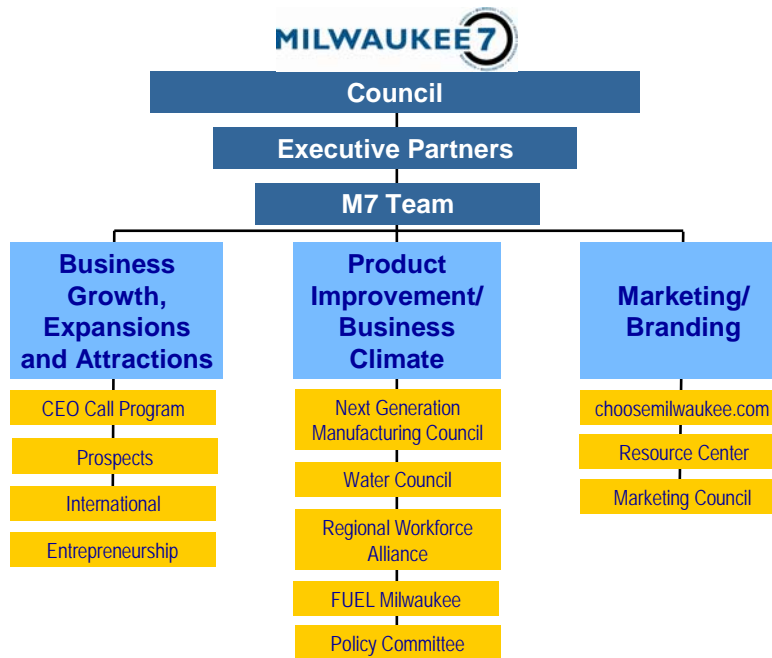 MILWAUKEE 7
Council
Executive Partners
M7 Team
Business
Growth,
Expansions
and Attractions
CEO Call Program
Prospects
International
Entrepreneurship
Product
Improvement/
Business
Climate
Next Generation
Manufacturing Council
Water Council
Regional Workforce
Alliance
FUEL Milwaukee
Policy Committee
Marketing/
Branding
choosemilwaukee.com
Resource Center
Marketing Council